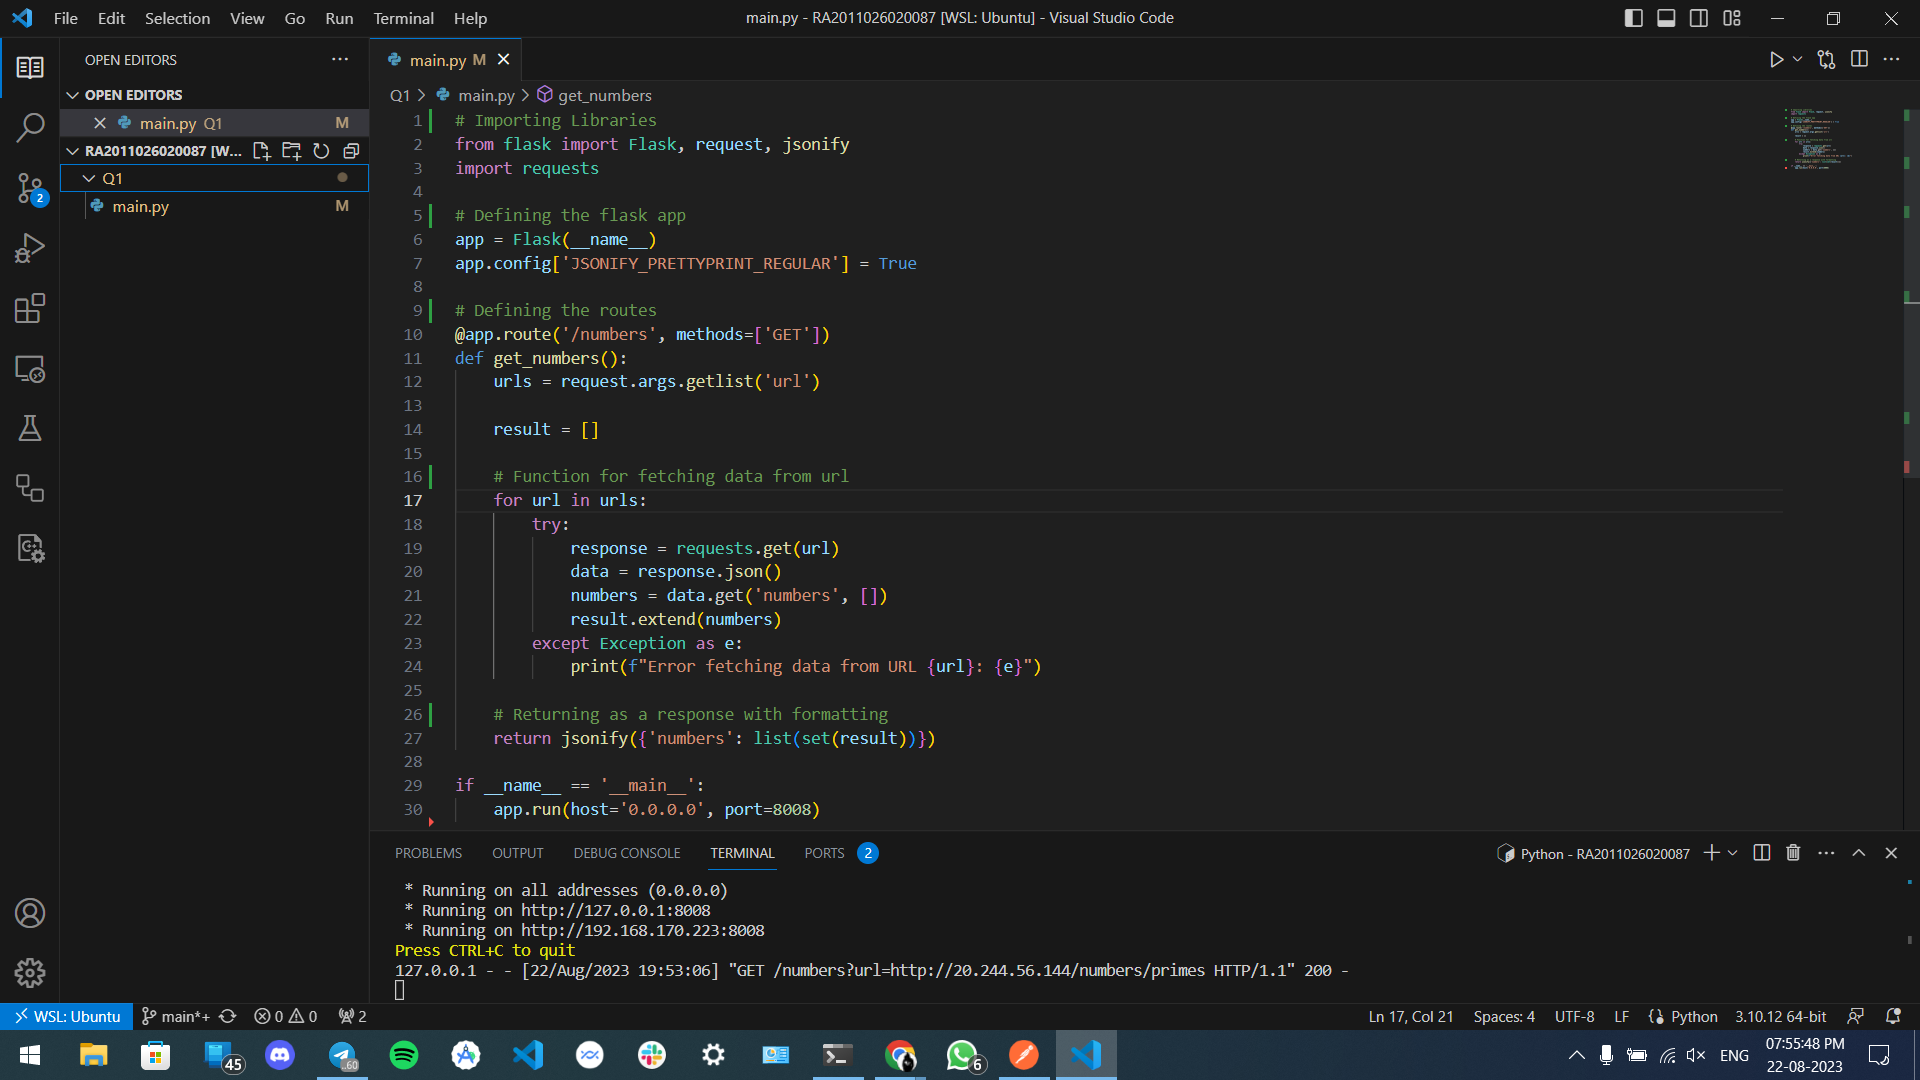 File Edit Selection View Go Run Terminal Help
main.py - RA2011026020087 [WSL: Ubuntu] - Visual Studio Code
OPEN EDITORS
OPEN EDITORS
main.py Q1 M
RA2011026020087 [W...
Q1
main.py M
2
main.py M
Q1 > main.py > get_numbers
1 # Importing Libraries
2 from flask import Flask, request, jsonify
3 import requests
4
5 # Defining the flask app
6 app = Flask(__name__)
7 app.config['JSONIFY_PRETTYPRINT_REGULAR'] = True
8
9 # Defining the routes
10 @app.route('/numbers', methods=['GET'])
11 def get_numbers():
12     urls = request.args.getlist('url')
13
14     result = []
15
16     # Function for fetching data from url
17     for url in urls:
18         try:
19             response = requests.get(url)
20             data = response.json()
21             numbers = data.get('numbers', [])
22             result.extend(numbers)
23         except Exception as e:
24             print(f"Error fetching data from URL {url}: {e}")
25
26     # Returning as a response with formatting
27     return jsonify({'numbers': list(set(result))})
28
29 if __name__ == '__main__':
30     app.run(host='0.0.0.0', port=8008)
PROBLEMS OUTPUT DEBUG CONSOLE TERMINAL PORTS 2
Python - RA2011026020087
* Running on all addresses (0.0.0.0)
* Running on http://127.0.0.1:8008
* Running on http://192.168.170.223:8008
Press CTRL+C to quit
127.0.0.1 - - [22/Aug/2023 19:53:06] "GET /numbers?url=http://20.244.56.144/numbers/primes HTTP/1.1" 200 -
WSL: Ubuntu main*+ 0 0 2
Ln 17, Col 21 Spaces: 4 UTF-8 LF Python 3.10.12 64-bit
45
60
6
ENG
07:55:48 PM
22-08-2023